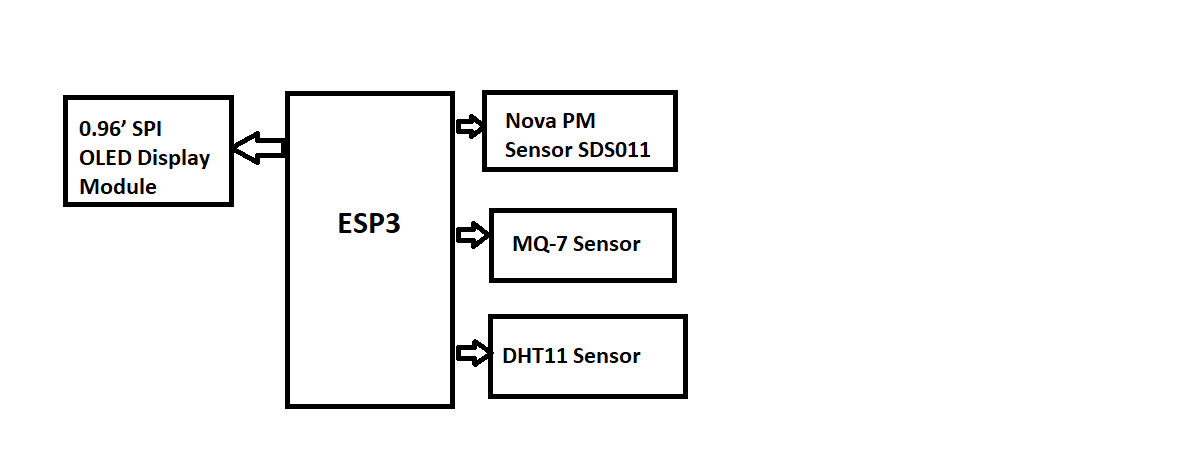 0.96’ SPI
OLED Display
Module
ESP3
Nova PM
Sensor SDS011
MQ-7 Sensor
DHT11 Sensor